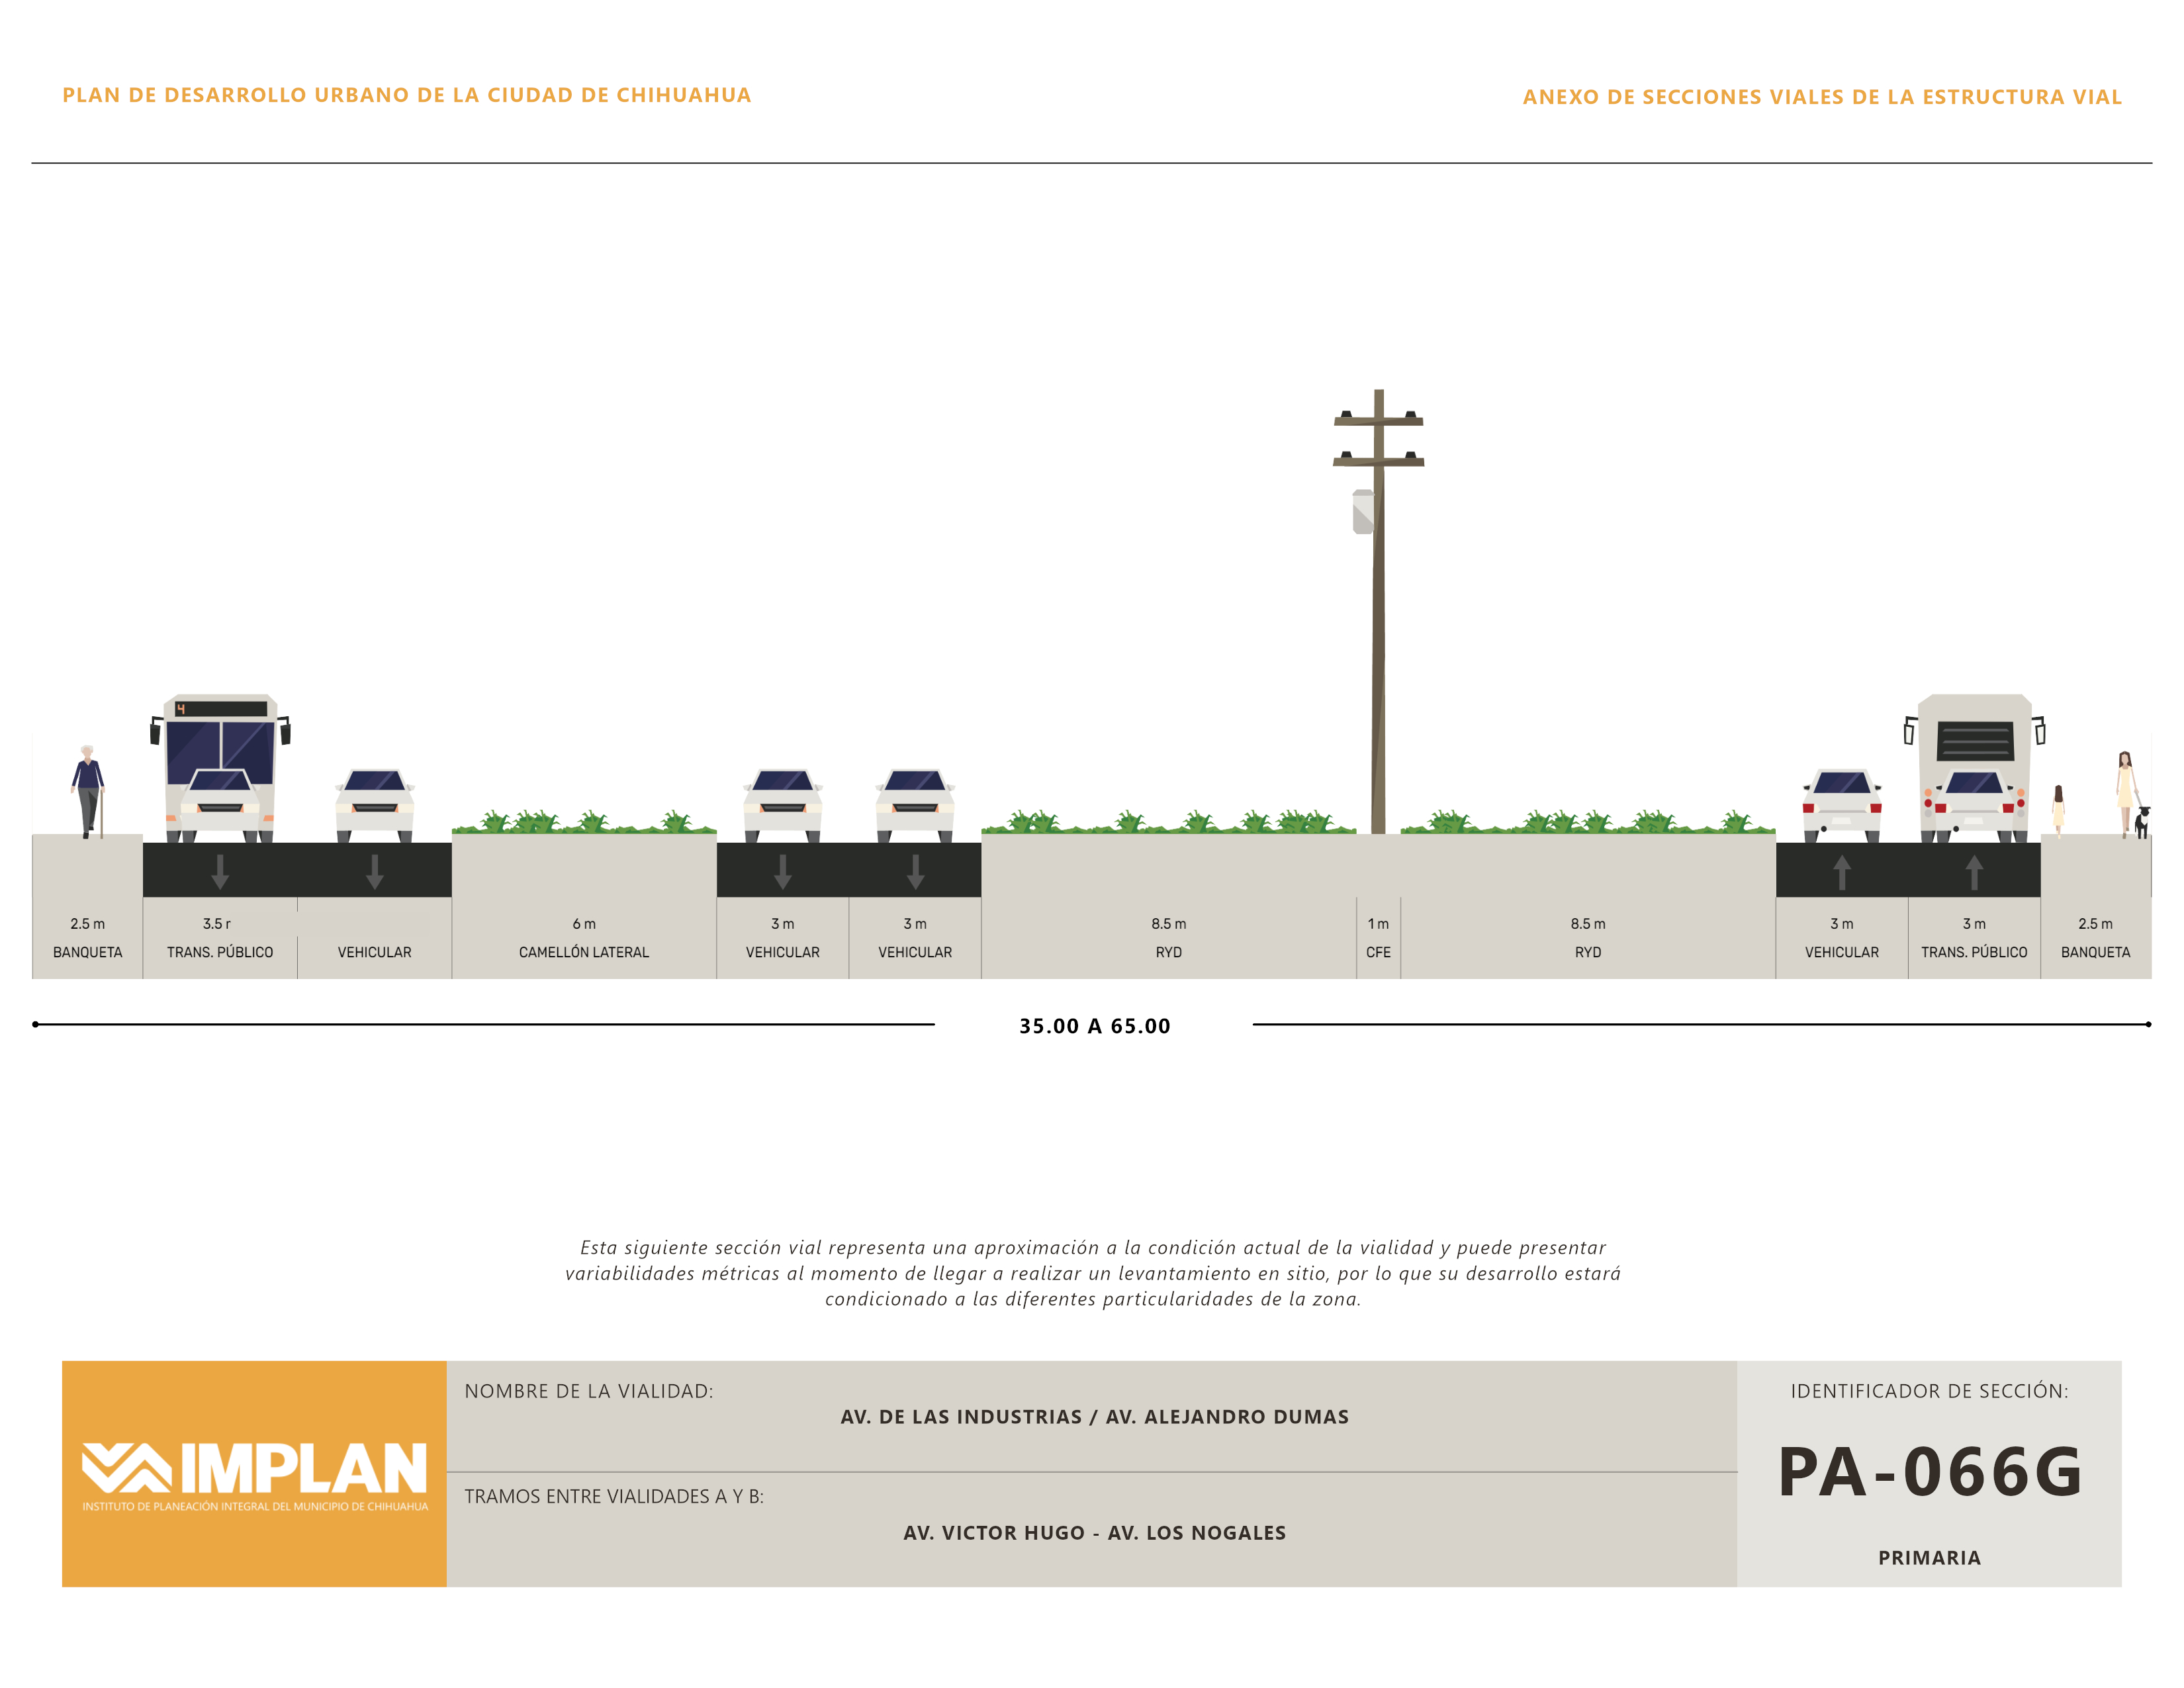 PLAN DE DESARROLLO URBANO DE LA CIUDAD DE CHIHUAHUA
ANEXO DE SECCIONES VIALES DE LA ESTRUCTURA VIAL
4
2.5 m
BANQUETA
3.5 r
TRANS. PÚBLICO
VEHICULAR
6 m
CAMELLÓN LATERAL
3 m
VEHICULAR
3 m
VEHICULAR
8.5 m
RYD
1 m
CFE
8.5 m
RYD
3 m
VEHICULAR
3 m
TRANS. PÚBLICO
2.5 m
BANQUETA
35.00 A 65.00
Esta siguiente sección vial representa una aproximación a la condición actual de la vialidad y puede presentar
variabilidades métricas al momento de llegar a realizar un levantamiento en sitio, por lo que su desarrollo estará
condicionado a las diferentes particularidades de la zona.
IMPLAN
INSTITUTO DE PLANEACIÓN INTEGRAL DEL MUNICIPIO DE CHIHUAHUA
NOMBRE DE LA VIALIDAD:
AV. DE LAS INDUSTRIAS / AV. ALEJANDRO DUMAS
TRAMOS ENTRE VIALIDADES A Y B:
AV. VICTOR HUGO - AV. LOS NOGALES
IDENTIFICADOR DE SECCIÓN:
PA-066G
PRIMARIA